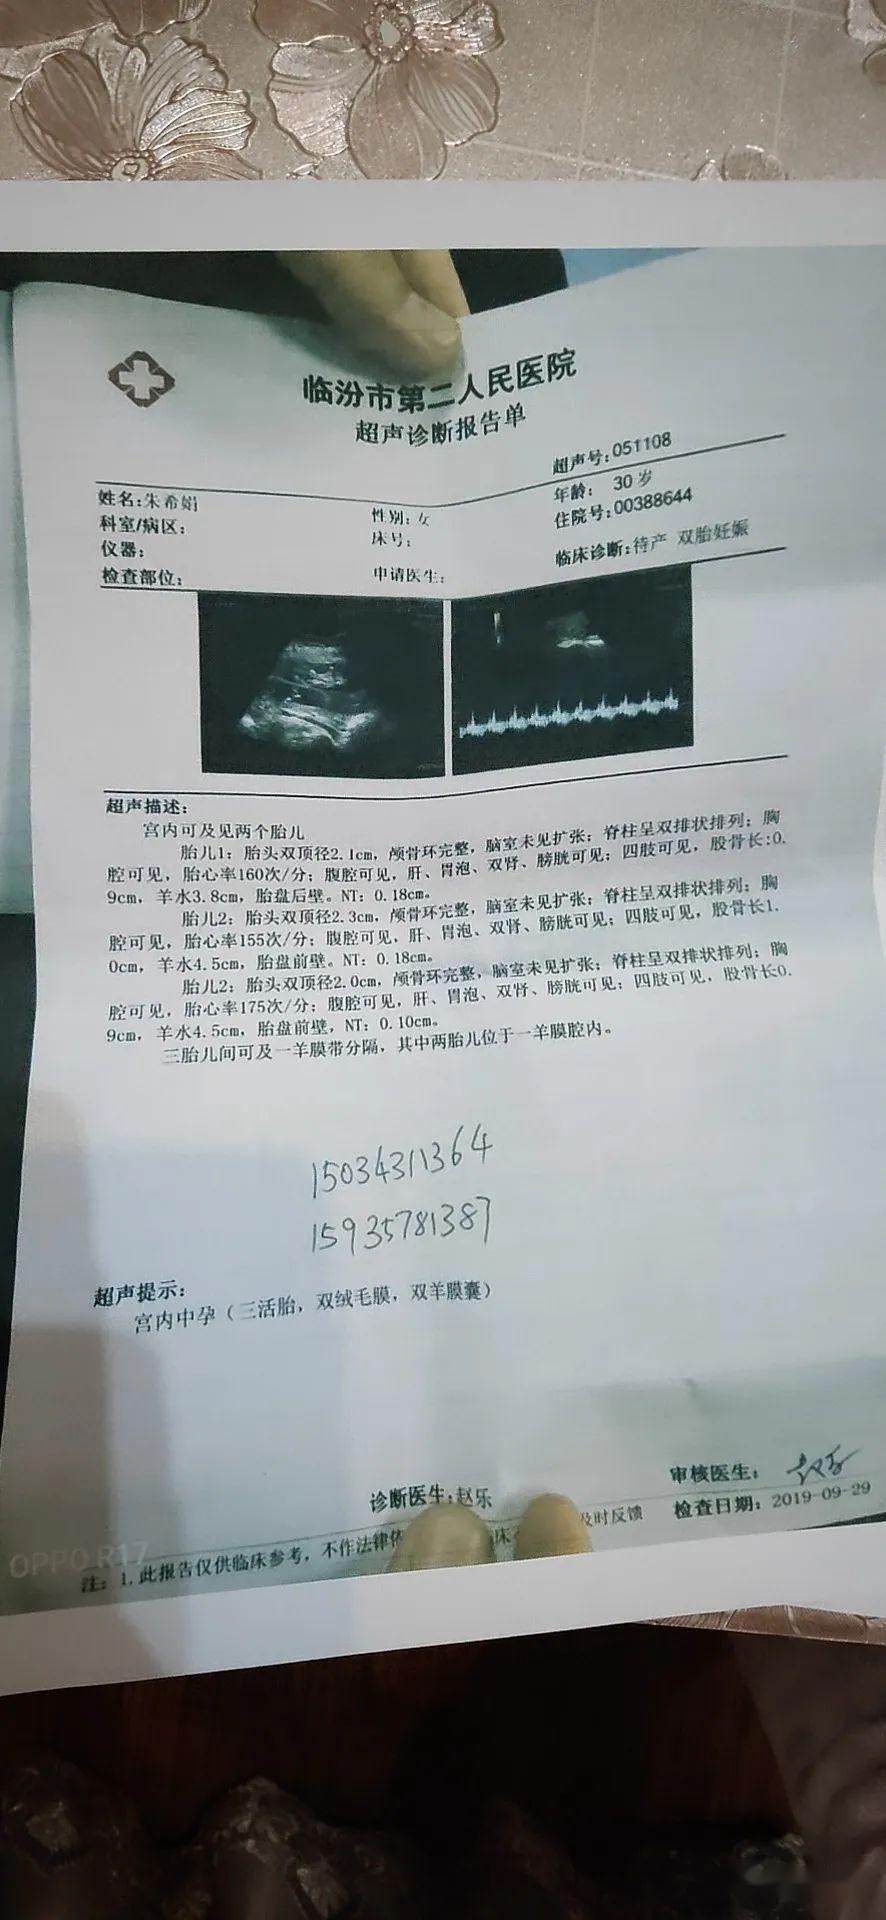 临汾市第二人民医院
超声诊断报告单
超声号:051108
姓名:朱希娟
性别:女
年龄: 30岁
科室/病区:
床号:
住院号:00388644
仪器:
临床诊断:待产 双胎妊娠
检查部位:
申请医生:
超声描述:
宫内可及见两个胎儿
胎儿1: 胎头双顶径2.1cm, 颅骨环完整, 脑室未见扩张; 脊柱呈双排状排列; 胸
腔可见, 胎心率160次/分; 腹腔可见, 肝、胃泡、双肾、膀胱可见; 四肢可见, 股骨长:0.
9cm, 羊水3.8cm, 胎盘后壁。NT: 0.18cm。
胎儿2: 胎头双顶径2.3cm, 颅骨环完整, 脑室未见扩张; 脊柱呈双排状排列; 胸
腔可见, 胎心率155次/分; 腹腔可见, 肝、胃泡、双肾、膀胱可见; 四肢可见, 股骨长1.
0cm, 羊水4.5cm, 胎盘前壁。NT: 0.18cm。
胎儿2: 胎头双顶径2.0cm, 颅骨环完整, 脑室未见扩张; 脊柱呈双排状排列; 胸
腔可见, 胎心率175次/分; 腹腔可见, 肝、胃泡、双肾、膀胱可见; 四肢可见, 股骨长0.
9cm, 羊水4.5cm, 胎盘前壁, NT: 0.10cm。
三胎儿间可及一羊膜带分隔, 其中两胎儿位于一羊膜腔内。
15034311364
15935781387
超声提示:
宫内中孕 (三活胎, 双绒毛膜, 双羊膜囊)
诊断医生:赵乐
审核医生:
检查日期: 2019-09-29
注: 1.此报告仅供临床参考, 不作法律依 及时反馈
OPPO R17